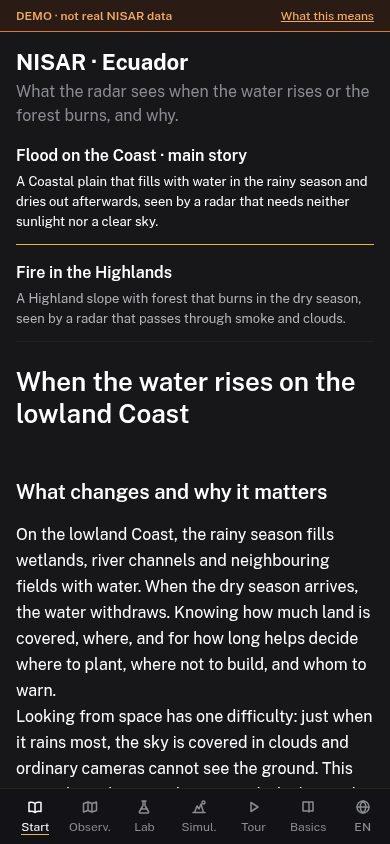 DEMO · not real NISAR data
What this means
NISAR · Ecuador
What the radar sees when the water rises or the
forest burns, and why.
Flood on the Coast · main story
A Coastal plain that fills with water in the rainy season and
dries out afterwards, seen by a radar that needs neither
sunlight nor a clear sky.
Fire in the Highlands
A Highland slope with forest that burns in the dry season,
seen by a radar that passes through smoke and clouds.
When the water rises on the
lowland Coast
What changes and why it matters
On the lowland Coast, the rainy season fills
wetlands, river channels and neighbouring
fields with water. When the dry season arrives,
the water withdraws. Knowing how much land is
covered, where, and for how long helps decide
where to plant, where not to build, and whom to
warn.
Looking from space has one difficulty: just when
it rains most, the sky is covered in clouds and
ordinary cameras cannot see the ground. This
Start
Observ.
Lab
Simul.
Tour
Basics
EN